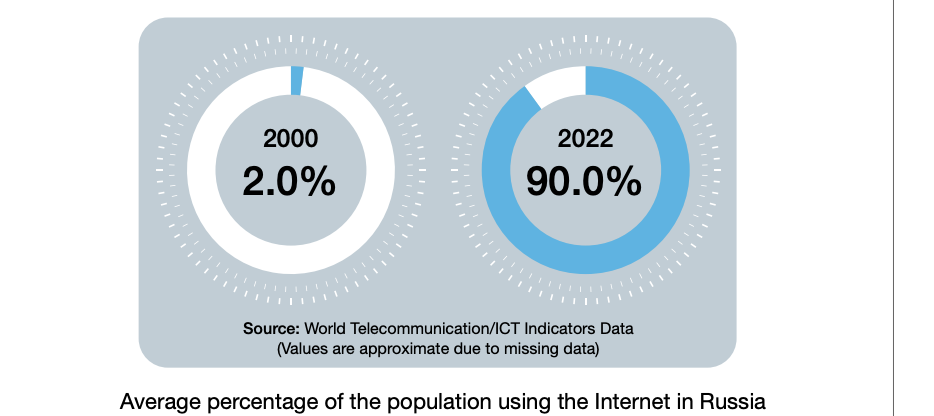 2000
2.0%
2022
90.0%
Source: World Telecommunication/ICT Indicators Data
(Values are approximate due to missing data)
Average percentage of the population using the Internet in Russia